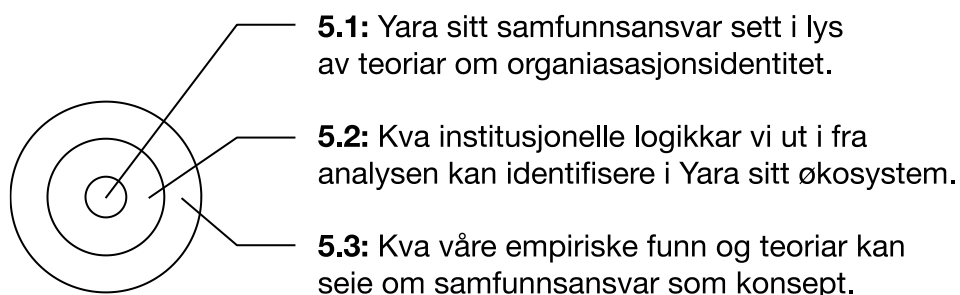 5.1: Yara sitt samfunnsansvar sett i lys
av teoriar om organiasasjonsidentitet.
5.2: Kva institusjonelle logikkar vi ut i fra
analysen kan identifisere i Yara sitt økosystem.
5.3: Kva våre empiriske funn og teoriar kan
seie om samfunnsansvar som konsept.